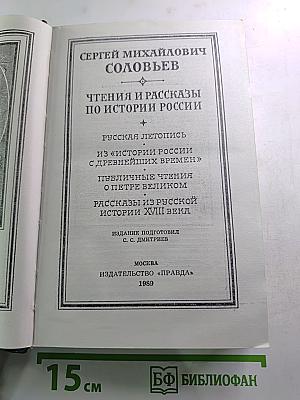 СЕРГЕЙ МИХАЙЛОВИЧ
СОЛОВЬЕВ
ЧТЕНИЯ И РАССКАЗЫ
ПО ИСТОРИИ РОССИИ
РУССКАЯ ЛЕТОПИСЬ
ИЗ «ИСТОРИИ РОССИИ
С ДРЕВНЕЙШИХ ВРЕМЕН»
ПУБЛИЧНЫЕ ЧТЕНИЯ
О ПЕТРЕ ВЕЛИКОМ
РАССКАЗЫ ИЗ РУССКОЙ
ИСТОРИИ XVIII ВЕКА
ИЗДАНИЕ ПОДГОТОВИЛ
С. С. ДМИТРИЕВ
МОСКВА
ИЗДАТЕЛЬСТВО «ПРАВДА»
1989
15 см
БФ БИБЛИОФАН